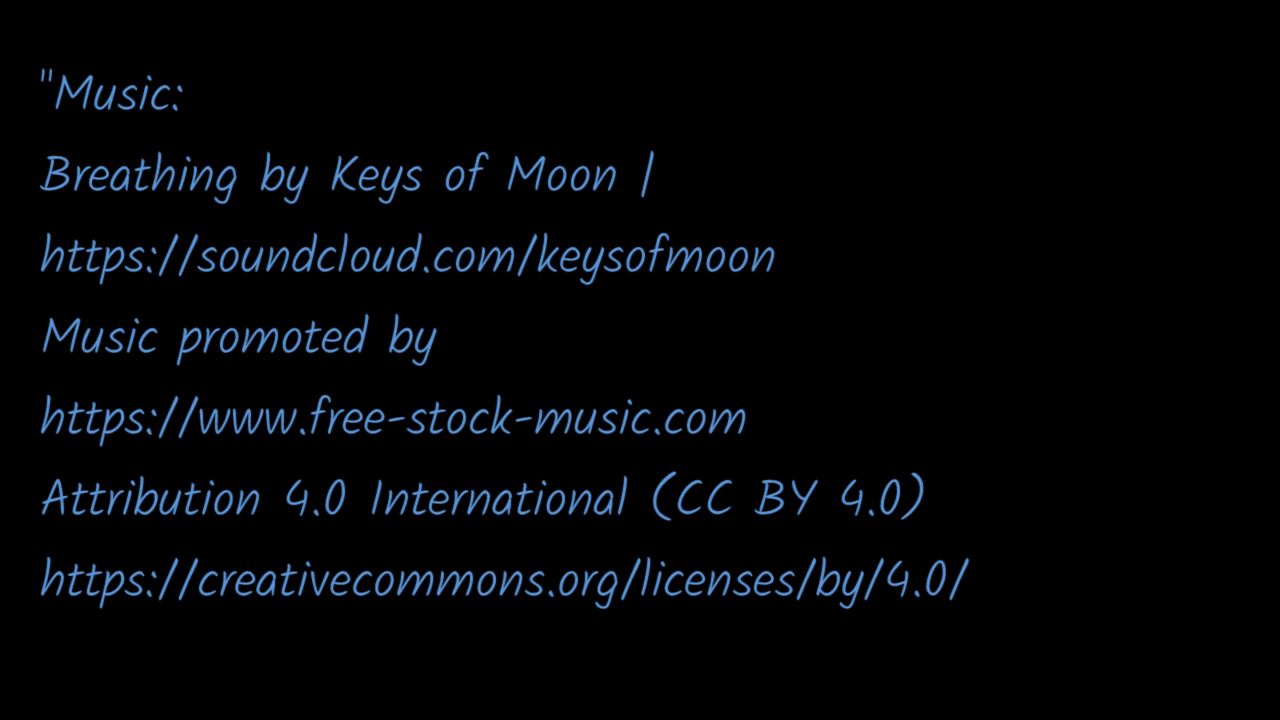 "Music:
Breathing by Keys of Moon |
https://soundcloud.com/keysofmoon
Music promoted by
https://www.free-stock-music.com
Attribution 4.0 International (CC BY 4.0)
https://creativecommons.org/licenses/by/4.0/